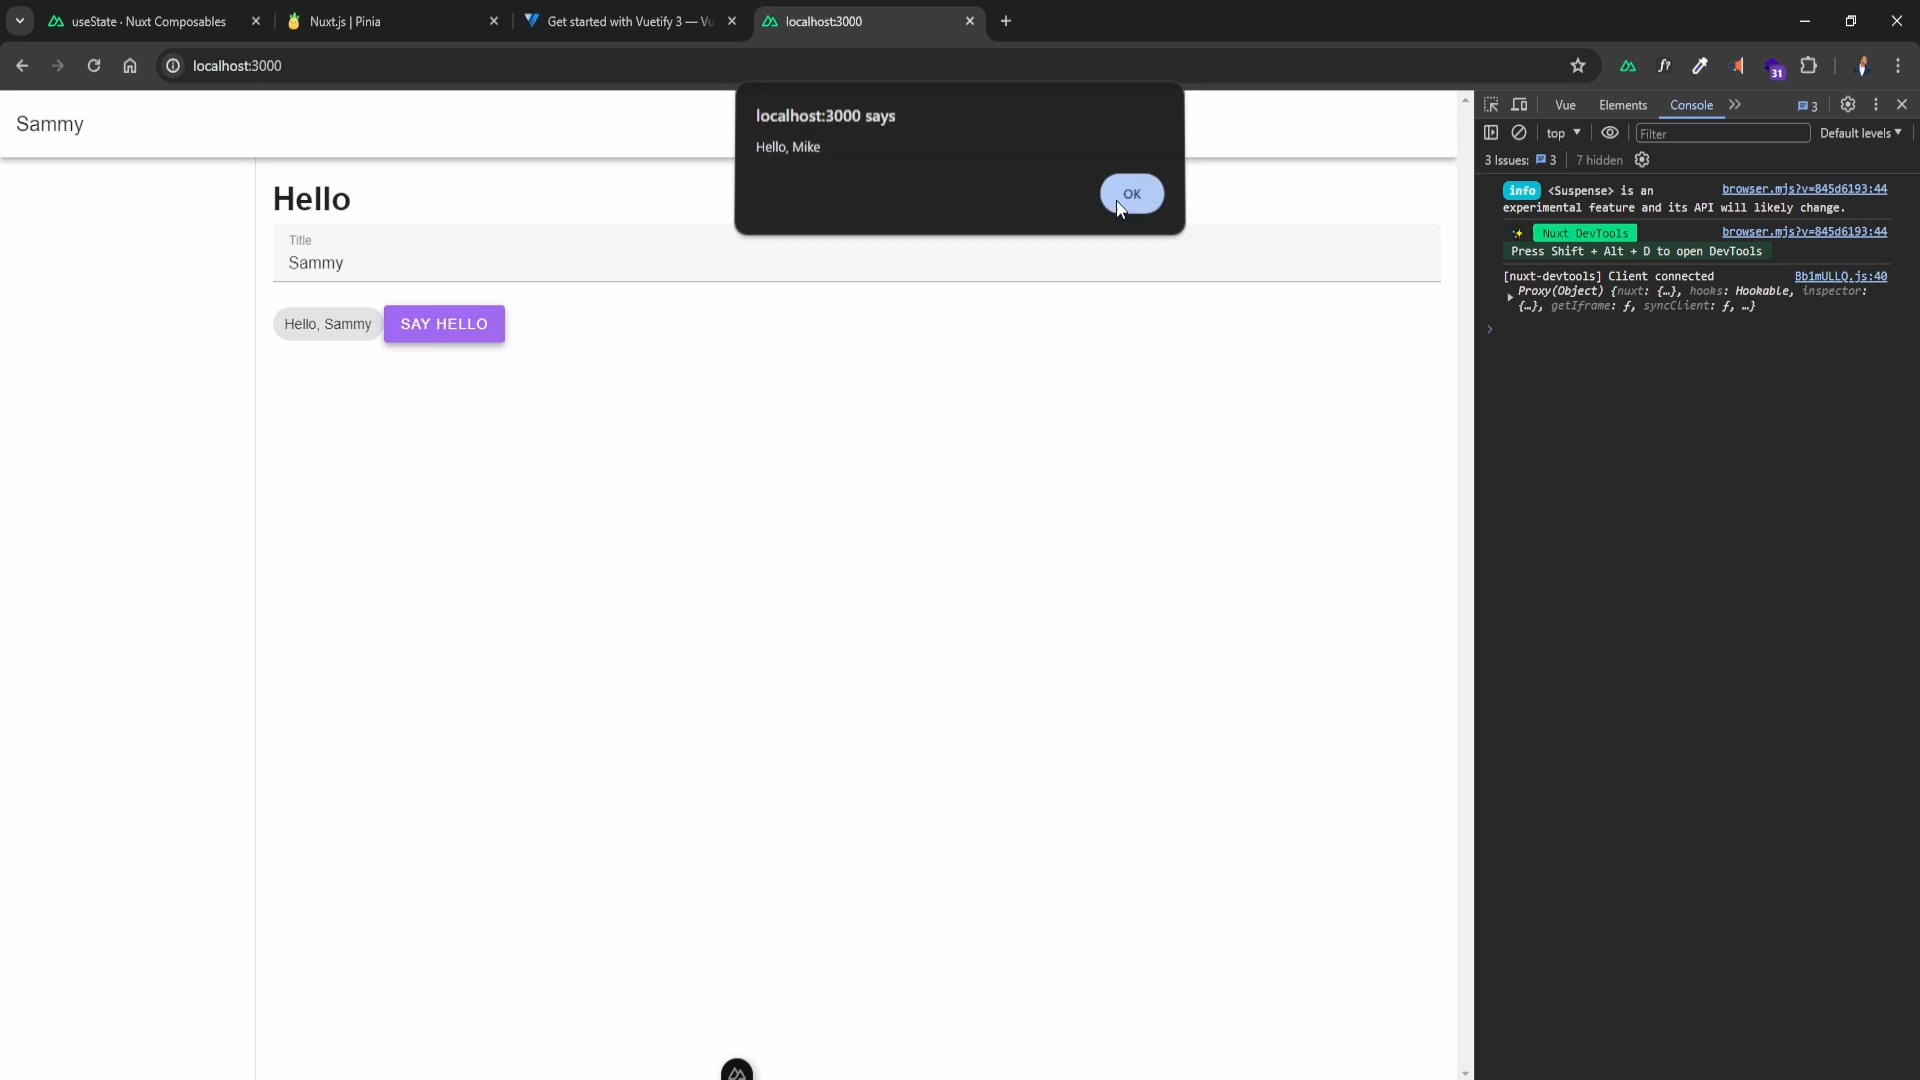 useState · Nuxt Composables
Nuxt.js | Pinia
Get started with Vuetify 3 — Vu
localhost:3000
localhost:3000
31
localhost:3000 says
Hello, Mike
OK
Sammy
Hello
Title
Sammy
Hello, Sammy
SAY HELLO
Vue
Elements
Console
3
top
Filter
Default levels
3 Issues: 3
7 hidden
info <Suspense> is an browser.mjs?v=845d6193:44
experimental feature and its API will likely change.
✨ Nuxt DevTools browser.mjs?v=845d6193:44
Press Shift + Alt + D to open DevTools
[nuxt-devtools] Client connected Bb1mULLQ.js:40
Proxy(Object) {nuxt: {…}, hooks: Hookable, inspector:
{…}, getIframe: ƒ, syncClient: ƒ, …}